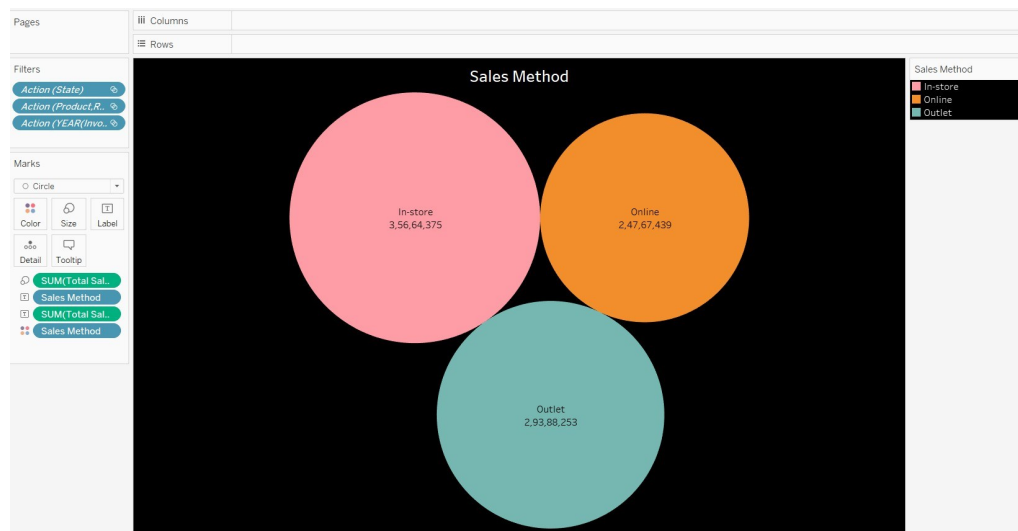 Pages
Columns
Rows
Filters
Action (State)
Action (Product,R..
Action (YEAR(Invo..
Marks
Circle
Color
Size
Label
Detail
Tooltip
SUM(Total Sal..
Sales Method
SUM(Total Sal..
Sales Method
Sales Method
In-store
3,56,64,375
Online
2,47,67,439
Outlet
2,93,88,253
Sales Method
In-store
Online
Outlet